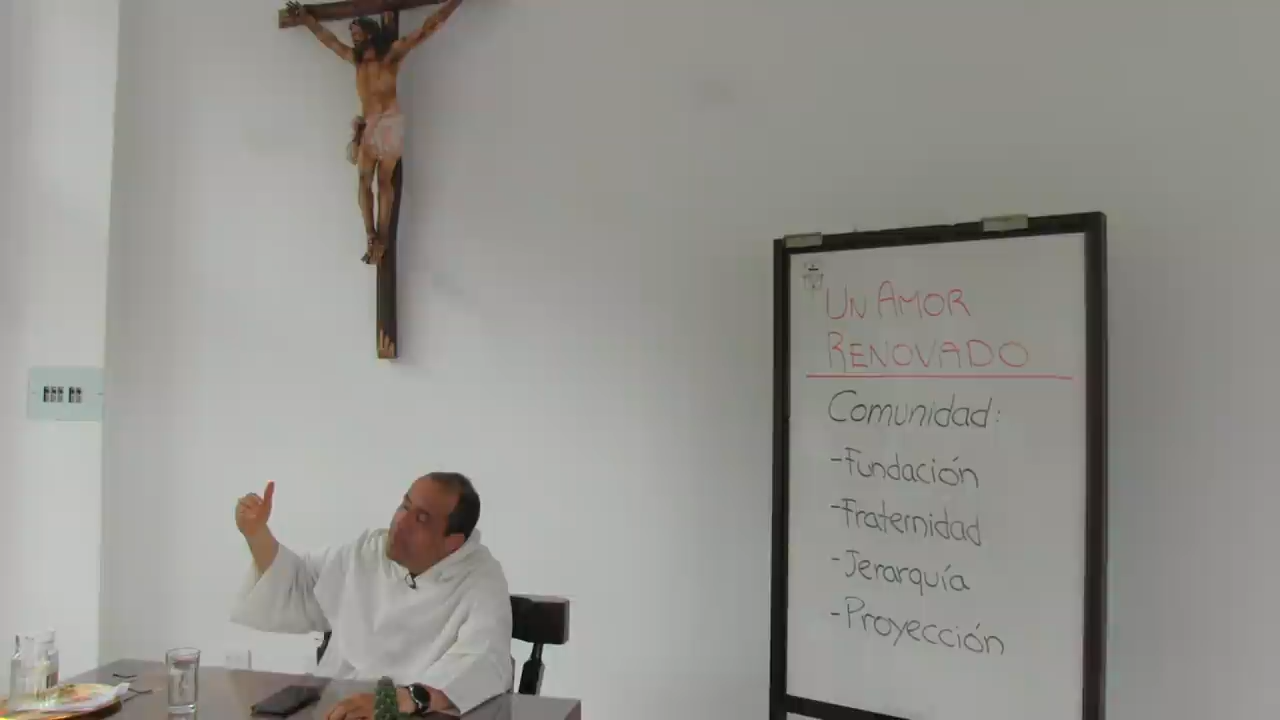 UN AMOR
RENOVADO
Comunidad:
-Fundación
-Fraternidad
-Jerarquía
-Proyección